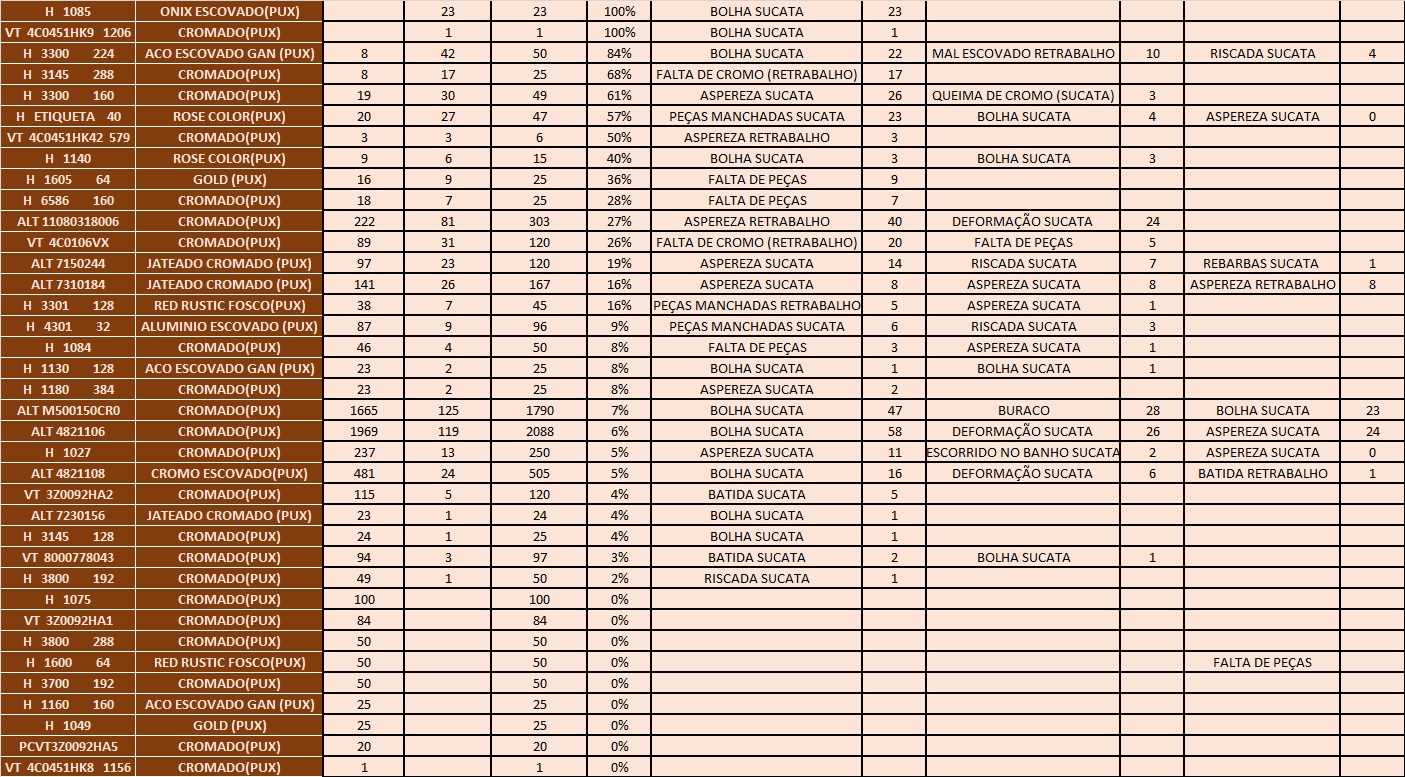 H 1085 ONIX ESCOVADO(PUX) 23 23 100% BOLHA SUCATA 23
VT 4C0451HK9 1206 CROMADO(PUX) 1 1 100% BOLHA SUCATA 1
H 3300 224 ACO ESCOVADO GAN (PUX) 8 42 50 84% BOLHA SUCATA 22 MAL ESCOVADO RETRABALHO 10 RISCADA SUCATA 4
H 3145 288 CROMADO(PUX) 8 17 25 68% FALTA DE CROMO (RETRABALHO) 17
H 3300 160 CROMADO(PUX) 19 30 49 61% ASPEREZA SUCATA 26 QUEIMA DE CROMO (SUCATA) 3
H ETIQUETA 40 ROSE COLOR(PUX) 20 27 47 57% PEÇAS MANCHADAS SUCATA 23 BOLHA SUCATA 4 ASPEREZA SUCATA 0
VT 4C0451HK42 579 CROMADO(PUX) 3 3 6 50% ASPEREZA RETRABALHO 3
H 1140 ROSE COLOR(PUX) 9 6 15 40% BOLHA SUCATA 3 BOLHA SUCATA 3
H 1605 64 GOLD (PUX) 16 9 25 36% FALTA DE PEÇAS 9
H 6586 160 CROMADO(PUX) 18 7 25 28% FALTA DE PEÇAS 7
ALT 11080318006 CROMADO(PUX) 222 81 303 27% ASPEREZA RETRABALHO 40 DEFORMAÇÃO SUCATA 24
VT 4C0106VX CROMADO(PUX) 89 31 120 26% FALTA DE CROMO (RETRABALHO) 20 FALTA DE PEÇAS 5
ALT 7150244 JATEADO CROMADO (PUX) 97 23 120 19% ASPEREZA SUCATA 14 RISCADA SUCATA 7 REBARBAS SUCATA 1
ALT 7310184 JATEADO CROMADO (PUX) 141 26 167 16% ASPEREZA SUCATA 8 ASPEREZA SUCATA 8 ASPEREZA RETRABALHO 8
H 3301 128 RED RUSTIC FOSCO(PUX) 38 7 45 16% PEÇAS MANCHADAS RETRABALHO 5 ASPEREZA SUCATA 1
H 4301 32 ALUMINIO ESCOVADO (PUX) 87 9 96 9% PEÇAS MANCHADAS SUCATA 6 RISCADA SUCATA 3
H 1084 CROMADO(PUX) 46 4 50 8% FALTA DE PEÇAS 3 ASPEREZA SUCATA 1
H 1130 128 ACO ESCOVADO GAN (PUX) 23 2 25 8% BOLHA SUCATA 1 BOLHA SUCATA 1
H 1180 384 CROMADO(PUX) 23 2 25 8% ASPEREZA SUCATA 2
ALT M500150CR0 CROMADO(PUX) 1665 125 1790 7% BOLHA SUCATA 47 BURACO 28 BOLHA SUCATA 23
ALT 4821106 CROMADO(PUX) 1969 119 2088 6% BOLHA SUCATA 58 DEFORMAÇÃO SUCATA 26 ASPEREZA SUCATA 24
H 1027 CROMADO(PUX) 237 13 250 5% ASPEREZA SUCATA 11 ESCORRIDO NO BANHO SUCATA 2 ASPEREZA SUCATA 0
ALT 4821108 CROMO ESCOVADO(PUX) 481 24 505 5% BOLHA SUCATA 16 DEFORMAÇÃO SUCATA 6 BATIDA RETRABALHO 1
VT 3Z0092HA2 CROMADO(PUX) 115 5 120 4% BATIDA SUCATA 5
ALT 7230156 JATEADO CROMADO (PUX) 23 1 24 4% BOLHA SUCATA 1
H 3145 128 CROMADO(PUX) 24 1 25 4% BOLHA SUCATA 1
VT 8000778043 CROMADO(PUX) 94 3 97 3% BATIDA SUCATA 2 BOLHA SUCATA 1
H 3800 192 CROMADO(PUX) 49 1 50 2% RISCADA SUCATA 1
H 1075 CROMADO(PUX) 100 100 0%
VT 3Z0092HA1 CROMADO(PUX) 84 84 0%
H 3800 288 CROMADO(PUX) 50 50 0%
H 1600 64 RED RUSTIC FOSCO(PUX) 50 50 0% FALTA DE PEÇAS
H 3700 192 CROMADO(PUX) 50 50 0%
H 1160 160 ACO ESCOVADO GAN (PUX) 25 25 0%
H 1049 GOLD (PUX) 25 25 0%
PCVT3Z0092HA5 CROMADO(PUX) 20 20 0%
VT 4C0451HK8 1156 CROMADO(PUX) 1 1 0%